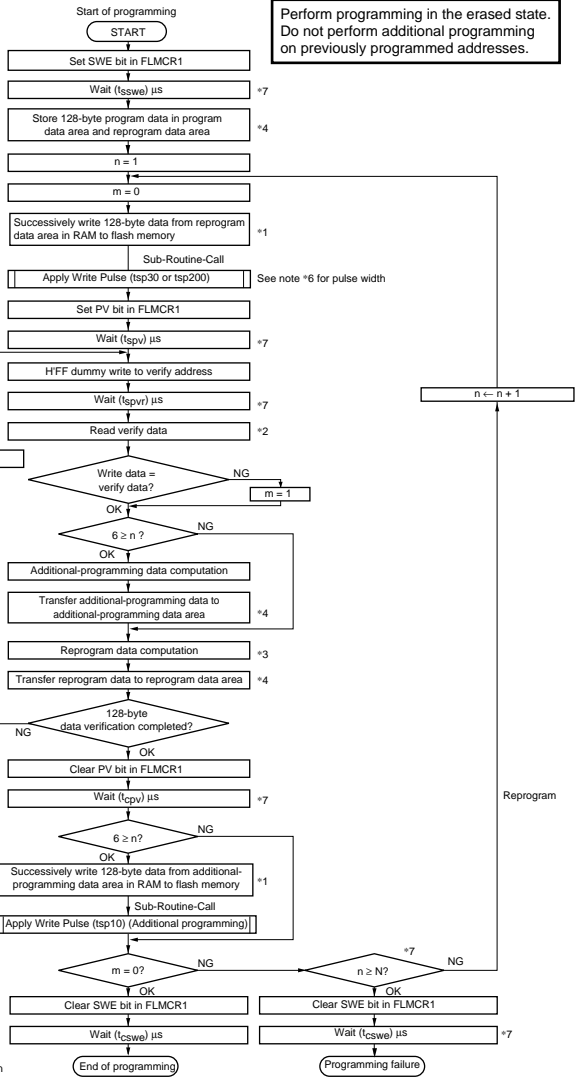 Start of programming
START
Perform programming in the erased state.
Do not perform additional programming
on previously programmed addresses.
Set SWE bit in FLMCR1
Wait (tsswe) μs
*7
Store 128-byte program data in program
data area and reprogram data area
*4
n = 1
m = 0
Successively write 128-byte data from reprogram
data area in RAM to flash memory
*1
Sub-Routine-Call
Apply Write Pulse (tsp30 or tsp200)
See note *6 for pulse width
Set PV bit in FLMCR1
Wait (tspv) μs
*7
H'FF dummy write to verify address
n ← n + 1
Wait (tspvr) μs
*7
Read verify data
*2
Write data =
verify data?
NG
m = 1
OK
6 ≥ n ?
NG
OK
Additional-programming data computation
Transfer additional-programming data to
additional-programming data area
*4
Reprogram data computation
*3
Transfer reprogram data to reprogram data area
*4
128-byte
data verification completed?
NG
OK
Clear PV bit in FLMCR1
Wait (tcpv) μs
*7
Reprogram
6 ≥ n?
NG
OK
Successively write 128-byte data from additional-
programming data area in RAM to flash memory
*1
Sub-Routine-Call
Apply Write Pulse (tsp10) (Additional programming)
m = 0?
NG
*7
n ≥ N?
NG
OK
OK
Clear SWE bit in FLMCR1
Clear SWE bit in FLMCR1
Wait (tcswe) μs
Wait (tcswe) μs
*7
End of programming
Programming failure